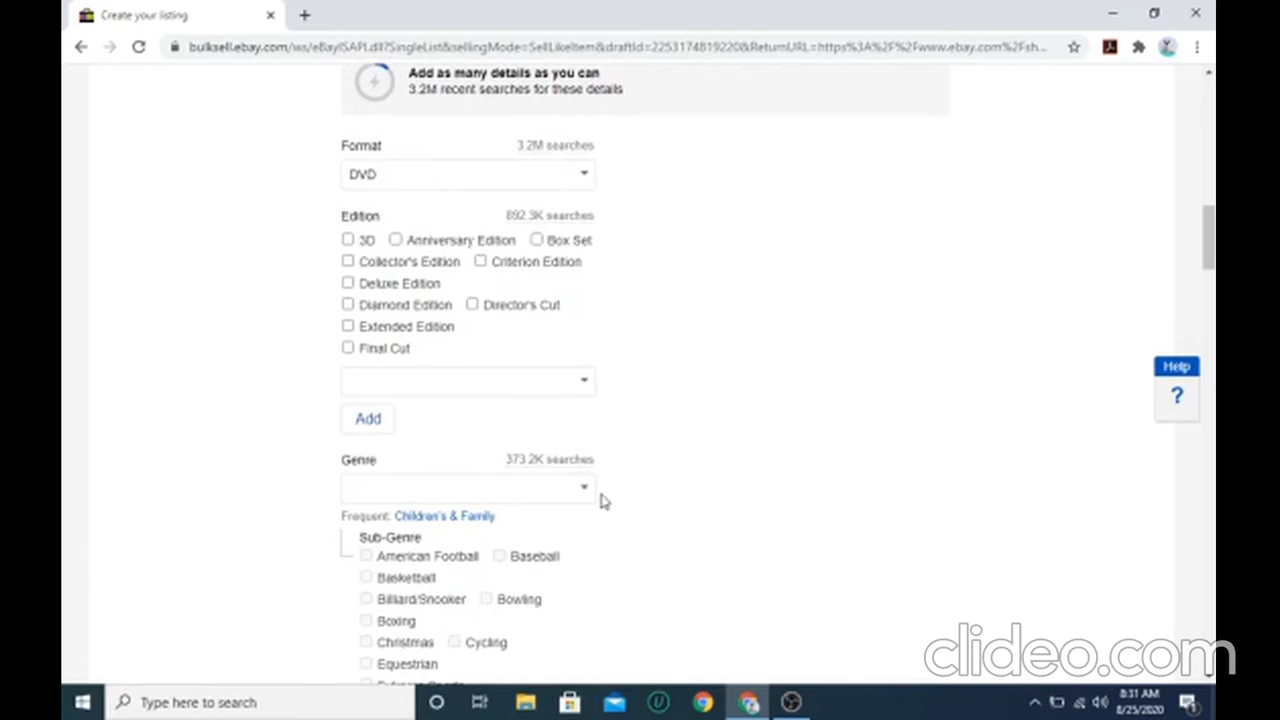 Create your listing
bulksell.ebay.com/ws/eBayISAPI.dll?SingleList&sellingMode=SellLikeItem&draftId=2253174819220&ReturnURL=https%3A%2F%2Fwww.ebay.com%2Fsh...
Add as many details as you can
3.2M recent searches for these details
Format 3.2M searches
DVD
Edition 892.3K searches
3D Anniversary Edition Box Set
Collector's Edition Criterion Edition
Deluxe Edition
Diamond Edition Director's Cut
Extended Edition
Final Cut
Help
?
Add
Genre 373.2K searches
Frequent: Children's & Family
Sub-Genre
American Football Baseball
Basketball
Billiard/Snooker Bowling
Boxing
Christmas Cycling
Equestrian
clideo.com
Type here to search
8:31 AM
8/25/2020